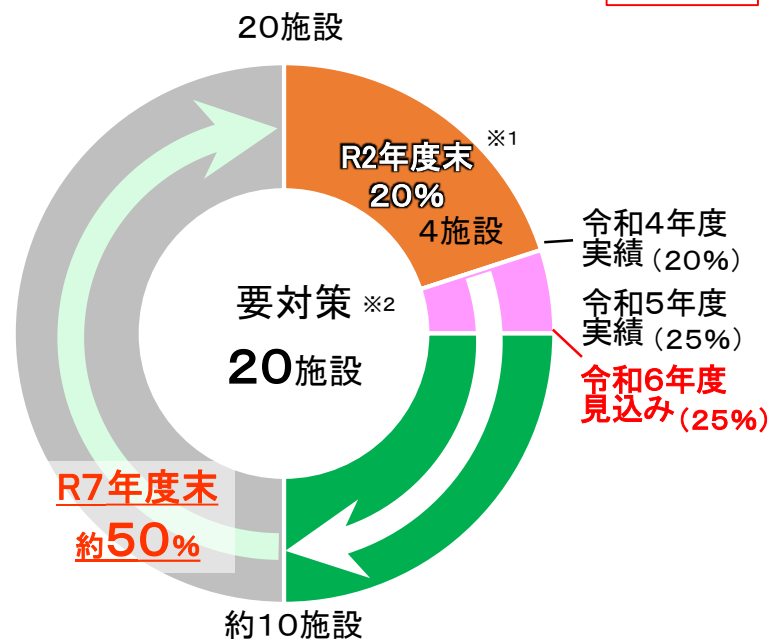 20施設
※1
R2年度末
20%
4施設
令和4年度
実績(20%)
令和5年度
実績(25%)
令和6年度
見込み(25%)
要対策 ※2
20施設
R7年度末
約50%
約10施設